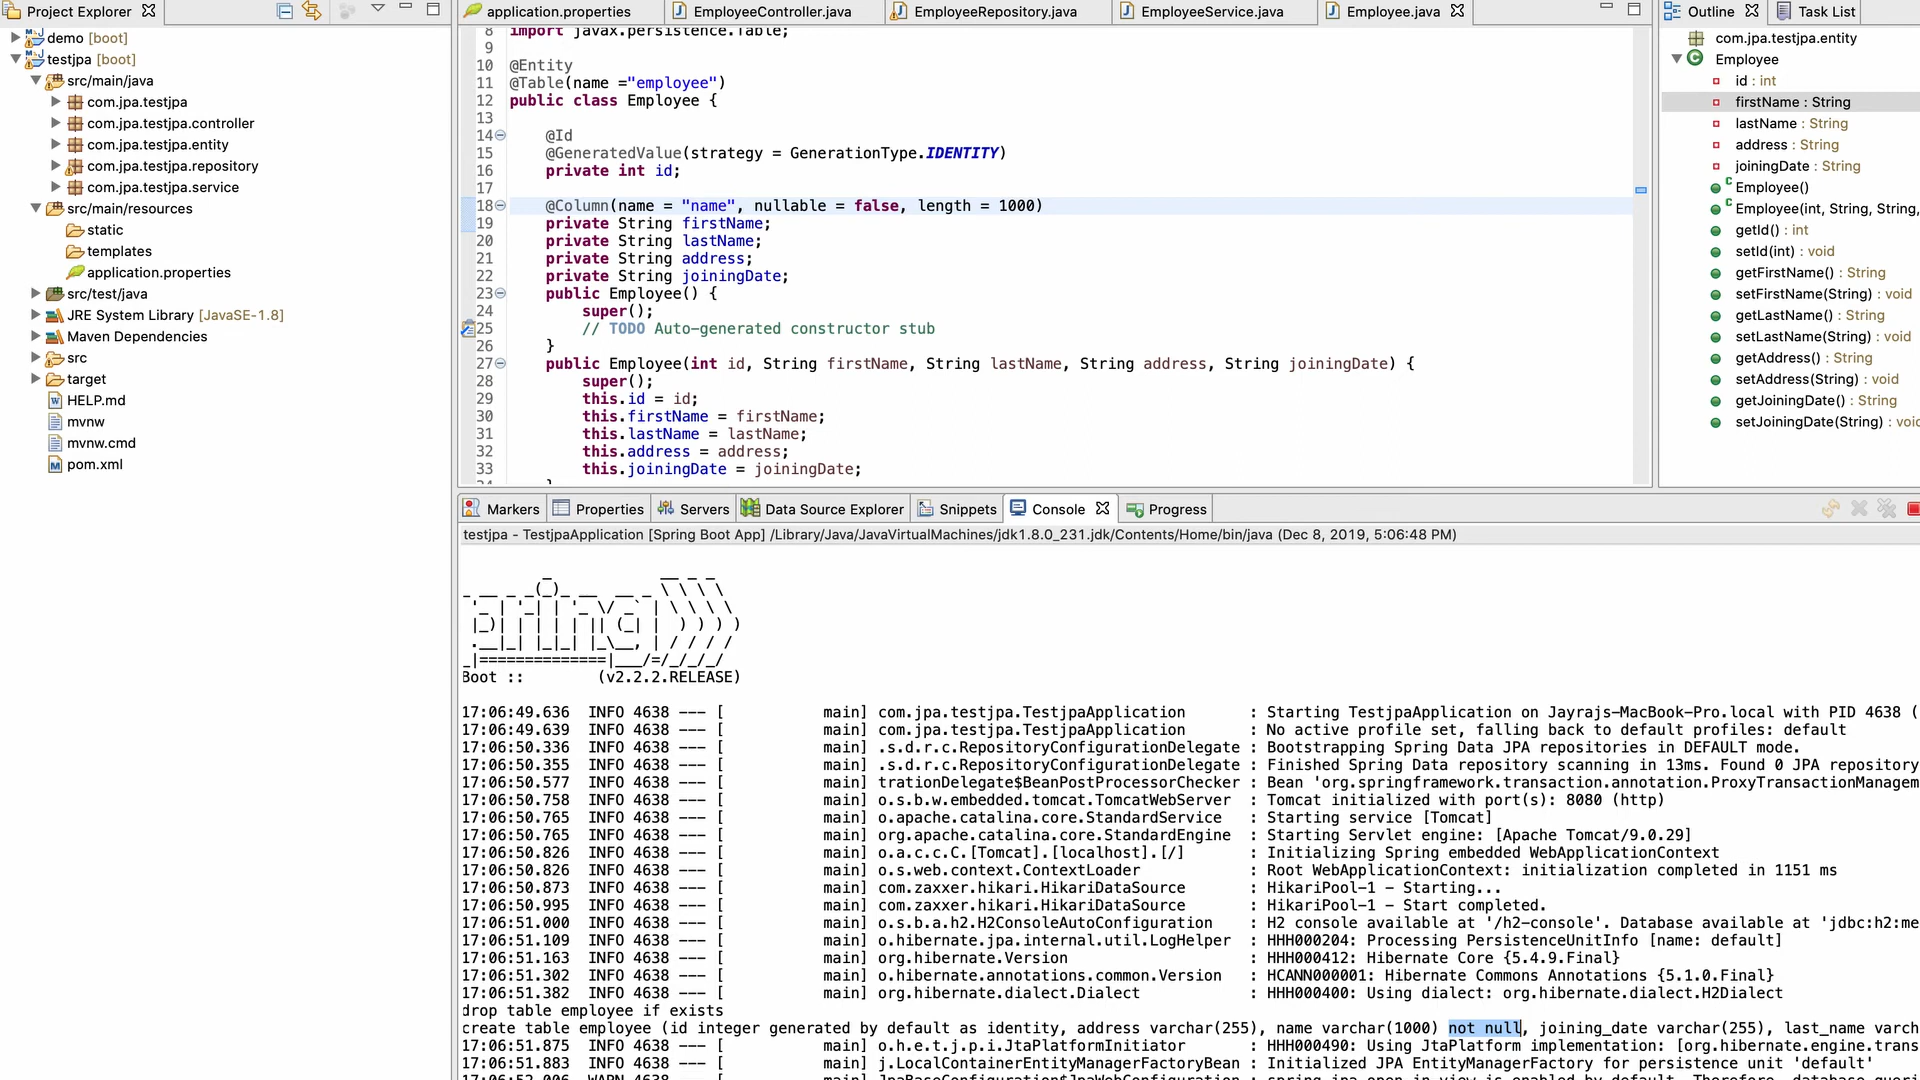 Project Explorer
demo [boot]
testjpa [boot]
src/main/java
com.jpa.testjpa
com.jpa.testjpa.controller
com.jpa.testjpa.entity
com.jpa.testjpa.repository
com.jpa.testjpa.service
src/main/resources
static
templates
application.properties
src/test/java
JRE System Library [JavaSE-1.8]
Maven Dependencies
src
target
HELP.md
mvnw
mvnw.cmd
pom.xml
application.properties EmployeeController.java EmployeeRepository.java EmployeeService.java Employee.java
8 import javax.persistence.Table;
9
10 @Entity
11 @Table(name ="employee")
12 public class Employee {
13
14 @Id
15 @GeneratedValue(strategy = GenerationType.IDENTITY)
16 private int id;
17
18 @Column(name = "name", nullable = false, length = 1000)
19 private String firstName;
20 private String lastName;
21 private String address;
22 private String joiningDate;
23 public Employee() {
24 super();
25 // TODO Auto-generated constructor stub
26 }
27 public Employee(int id, String firstName, String lastName, String address, String joiningDate) {
28 super();
29 this.id = id;
30 this.firstName = firstName;
31 this.lastName = lastName;
32 this.address = address;
33 this.joiningDate = joiningDate;
Outline Task List
com.jpa.testjpa.entity
Employee
id : int
firstName : String
lastName : String
address : String
joiningDate : String
Employee()
Employee(int, String, String,
getId() : int
setId(int) : void
getFirstName() : String
setFirstName(String) : void
getLastName() : String
setLastName(String) : void
getAddress() : String
setAddress(String) : void
getJoiningDate() : String
setJoiningDate(String) : void
Markers Properties Servers Data Source Explorer Snippets Console Progress
testjpa - TestjpaApplication [Spring Boot App] /Library/Java/JavaVirtualMachines/jdk1.8.0_231.jdk/Contents/Home/bin/java (Dec 8, 2019, 5:06:48 PM)
Boot :: (v2.2.2.RELEASE)
17:06:49.636 INFO 4638 --- [ main] com.jpa.testjpa.TestjpaApplication : Starting TestjpaApplication on Jayrajs-MacBook-Pro.local with PID 4638 (
17:06:49.639 INFO 4638 --- [ main] com.jpa.testjpa.TestjpaApplication : No active profile set, falling back to default profiles: default
17:06:50.336 INFO 4638 --- [ main] .s.d.r.c.RepositoryConfigurationDelegate : Bootstrapping Spring Data JPA repositories in DEFAULT mode.
17:06:50.355 INFO 4638 --- [ main] .s.d.r.c.RepositoryConfigurationDelegate : Finished Spring Data repository scanning in 13ms. Found 0 JPA repository
17:06:50.577 INFO 4638 --- [ main] trationDelegate$BeanPostProcessorChecker : Bean 'org.springframework.transaction.annotation.ProxyTransactionManagem
17:06:50.758 INFO 4638 --- [ main] o.s.b.w.embedded.tomcat.TomcatWebServer : Tomcat initialized with port(s): 8080 (http)
17:06:50.765 INFO 4638 --- [ main] o.apache.catalina.core.StandardService : Starting service [Tomcat]
17:06:50.765 INFO 4638 --- [ main] org.apache.catalina.core.StandardEngine : Starting Servlet engine: [Apache Tomcat/9.0.29]
17:06:50.826 INFO 4638 --- [ main] o.a.c.c.C.[Tomcat].[localhost].[/] : Initializing Spring embedded WebApplicationContext
17:06:50.826 INFO 4638 --- [ main] o.s.web.context.ContextLoader : Root WebApplicationContext: initialization completed in 1151 ms
17:06:50.873 INFO 4638 --- [ main] com.zaxxer.hikari.HikariDataSource : HikariPool-1 - Starting...
17:06:50.995 INFO 4638 --- [ main] com.zaxxer.hikari.HikariDataSource : HikariPool-1 - Start completed.
17:06:51.000 INFO 4638 --- [ main] o.s.b.a.h2.H2ConsoleAutoConfiguration : H2 console available at '/h2-console'. Database available at 'jdbc:h2:me
17:06:51.109 INFO 4638 --- [ main] o.hibernate.jpa.internal.util.LogHelper : HHH000204: Processing PersistenceUnitInfo [name: default]
17:06:51.163 INFO 4638 --- [ main] org.hibernate.Version : HHH000412: Hibernate Core {5.4.9.Final}
17:06:51.302 INFO 4638 --- [ main] o.hibernate.annotations.common.Version : HCANN000001: Hibernate Commons Annotations {5.1.0.Final}
17:06:51.382 INFO 4638 --- [ main] org.hibernate.dialect.Dialect : HHH000400: Using dialect: org.hibernate.dialect.H2Dialect
drop table employee if exists
create table employee (id integer generated by default as identity, address varchar(255), name varchar(1000) not null, joining_date varchar(255), last_name varch
17:06:51.875 INFO 4638 --- [ main] o.h.e.t.j.p.i.JtaPlatformInitiator : HHH000490: Using JtaPlatform implementation: [org.hibernate.engine.trans
17:06:51.883 INFO 4638 --- [ main] j.LocalContainerEntityManagerFactoryBean : Initialized JPA EntityManagerFactory for persistence unit 'default'